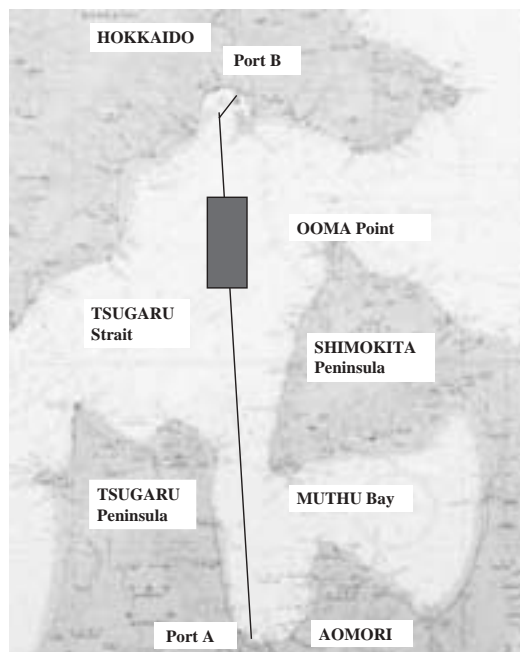 HOKKAIDO
Port B
OOMA Point
TSUGARU
Strait
SHIMOKITA
Peninsula
TSUGARU
Peninsula
MUTHU Bay
Port A
AOMORI